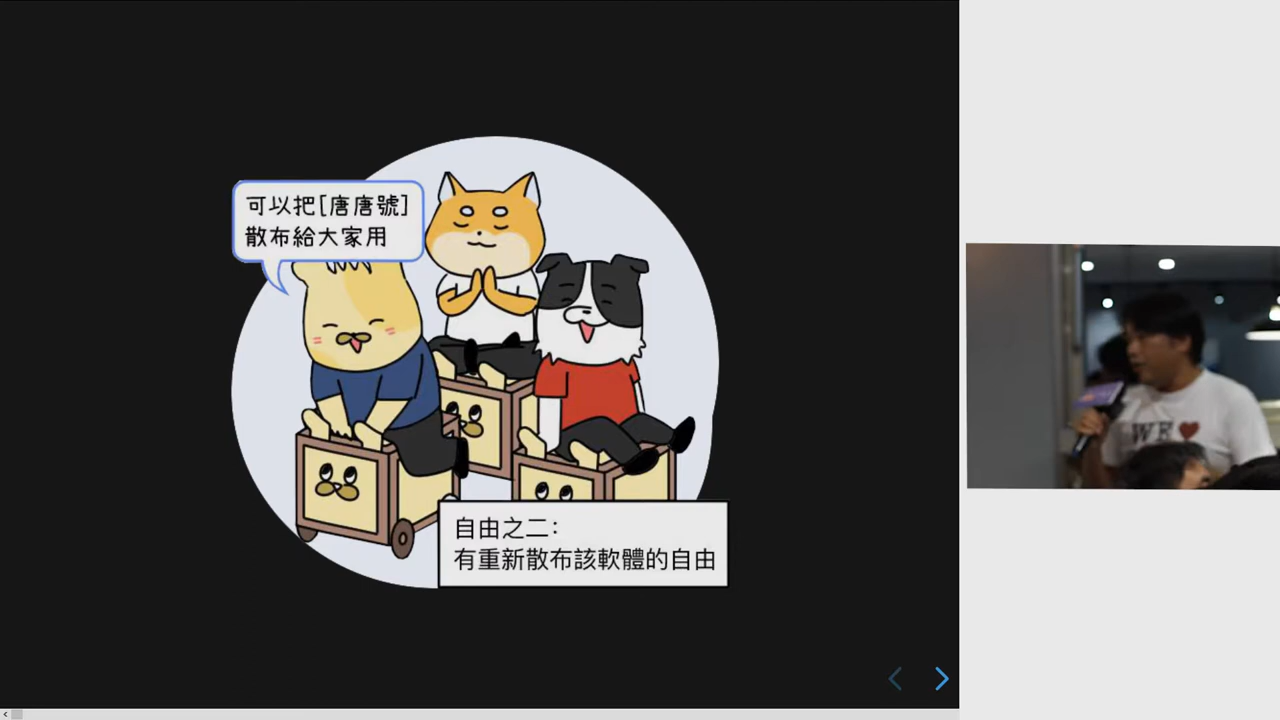 可以把[唐唐號]
散布給大家用
自由之二:
有重新散布該軟體的自由
WE